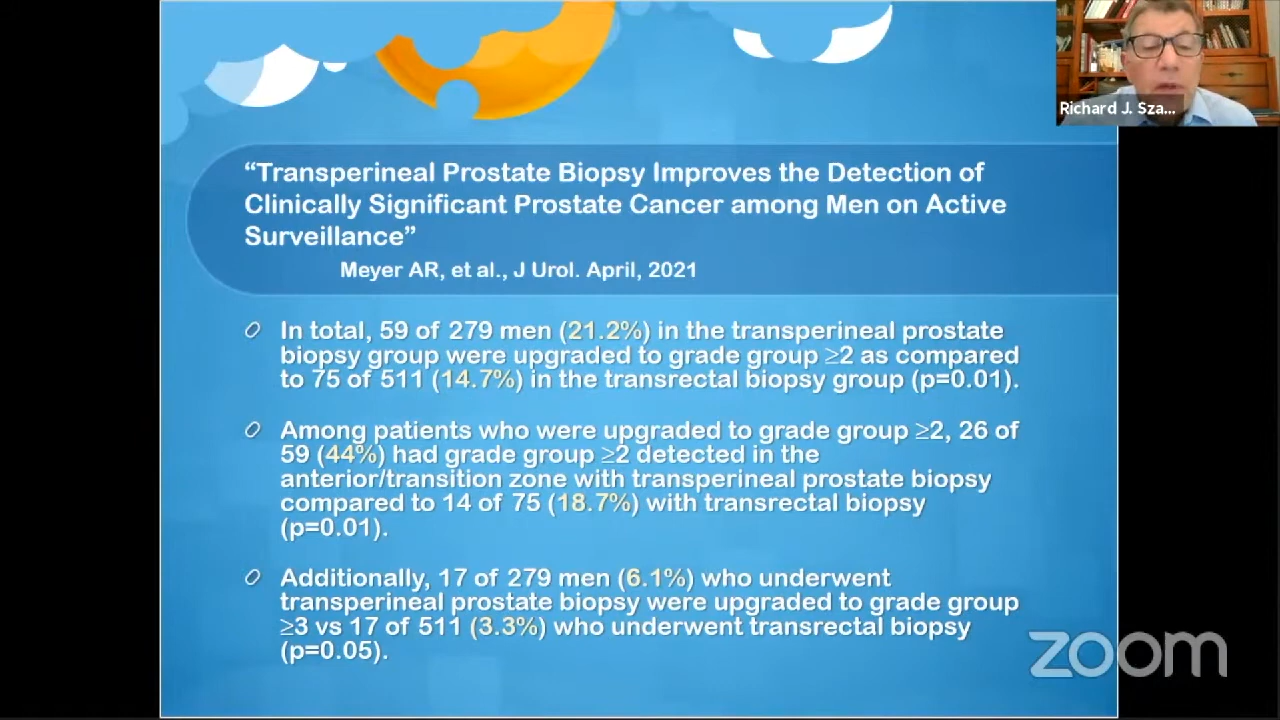 Richard J. Sza...
“Transperineal Prostate Biopsy Improves the Detection of
Clinically Significant Prostate Cancer among Men on Active
Surveillance”
Meyer AR, et al., J Urol. April, 2021
In total, 59 of 279 men (21.2%) in the transperineal prostate
biopsy group were upgraded to grade group ≥2 as compared
to 75 of 511 (14.7%) in the transrectal biopsy group (p=0.01).
Among patients who were upgraded to grade group ≥2, 26 of
59 (44%) had grade group ≥2 detected in the
anterior/transition zone with transperineal prostate biopsy
compared to 14 of 75 (18.7%) with transrectal biopsy
(p=0.01).
Additionally, 17 of 279 men (6.1%) who underwent
transperineal prostate biopsy were upgraded to grade group
≥3 vs 17 of 511 (3.3%) who underwent transrectal biopsy
(p=0.05).
zoom